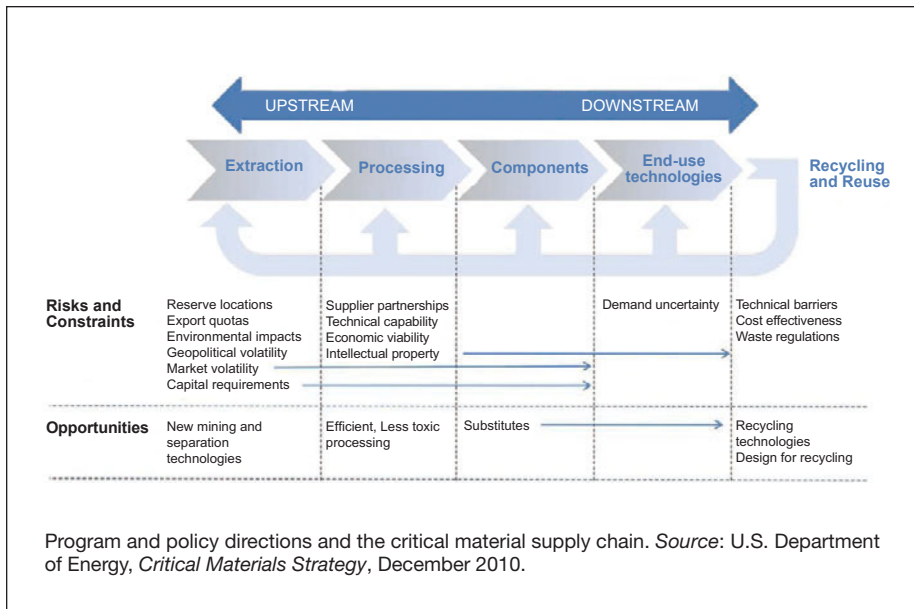 UPSTREAM
DOWNSTREAM
Extraction
Processing
Components
End-use
technologies
Recycling
and Reuse
Risks and
Constraints
Reserve locations
Export quotas
Environmental impacts
Geopolitical volatility
Market volatility
Capital requirements
Supplier partnerships
Technical capability
Economic viability
Intellectual property
Demand uncertainty
Technical barriers
Cost effectiveness
Waste regulations
Opportunities
New mining and
separation
technologies
Efficient, Less toxic
processing
Substitutes
Recycling
technologies
Design for recycling
Program and policy directions and the critical material supply chain. Source: U.S. Department
of Energy, Critical Materials Strategy, December 2010.